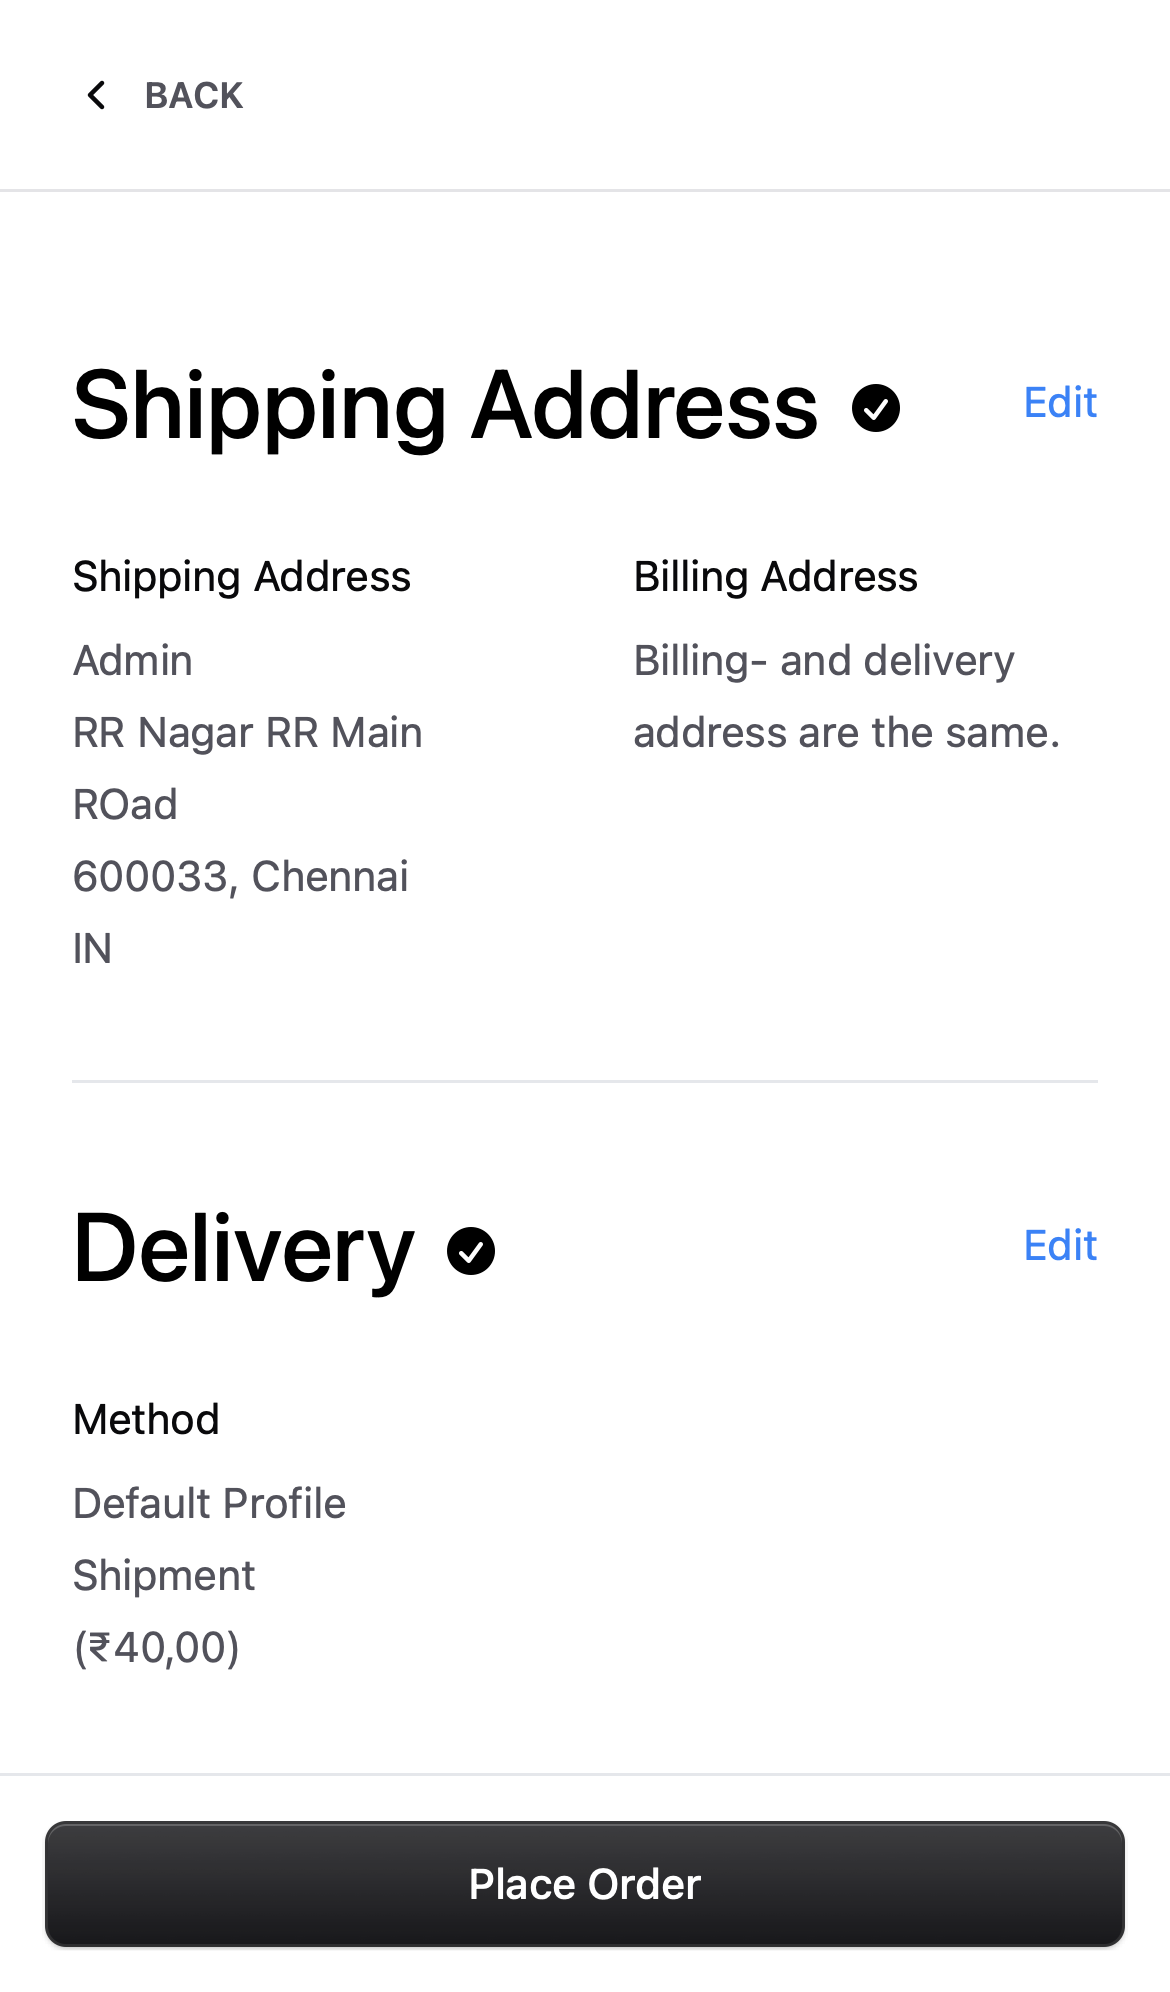 BACK
Shipping Address
Edit
Shipping Address
Admin
RR Nagar RR Main
ROad
600033, Chennai
IN
Billing Address
Billing- and delivery
address are the same.
Delivery
Edit
Method
Default Profile
Shipment
(₹40,00)
Place Order